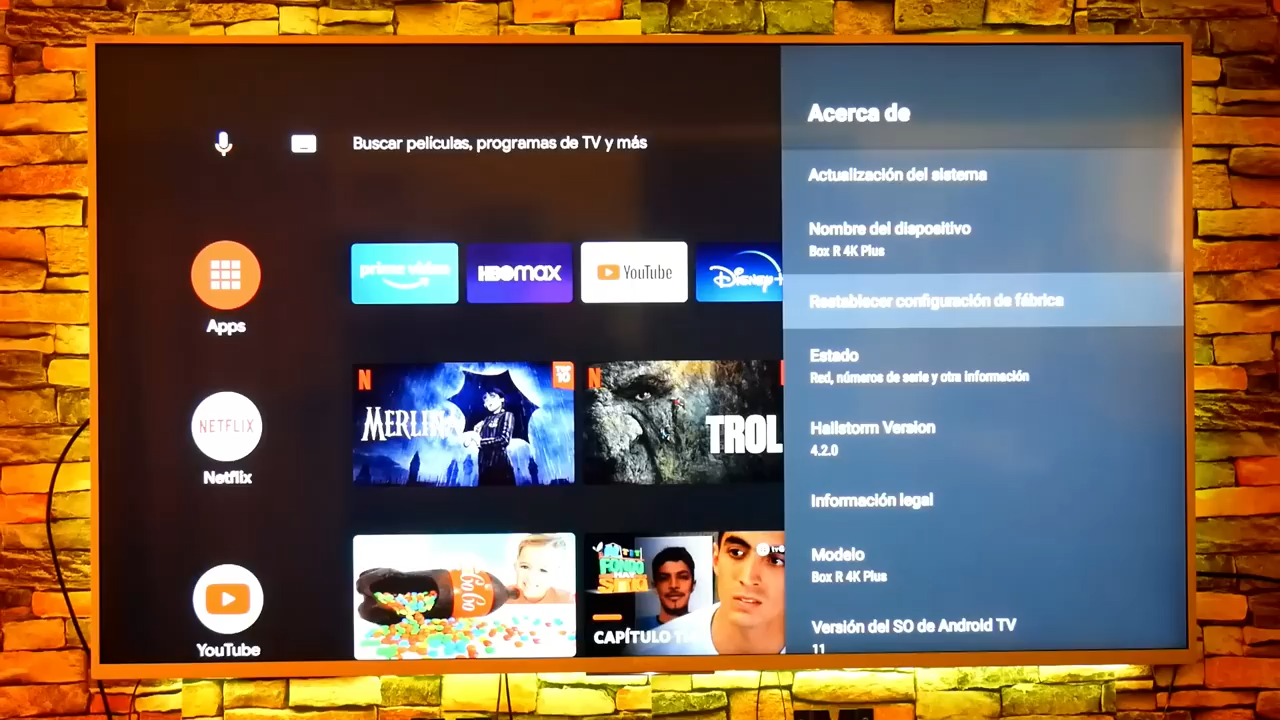 Buscar películas, programas de TV y más
Apps
Netflix
YouTube
NETFLIX
prime video
HBOmax
YouTube
Disney+
N
TOP
10
MERLINA
N
TROL
CAPÍTULO
Acerca de
Actualización del sistema
Nombre del dispositivo
Box R 4K Plus
Restablecer configuración de fábrica
Estado
Red, números de serie y otra información
Hailstorm Version
4.2.0
Información legal
Modelo
Box R 4K Plus
Versión del SO de Android TV
11